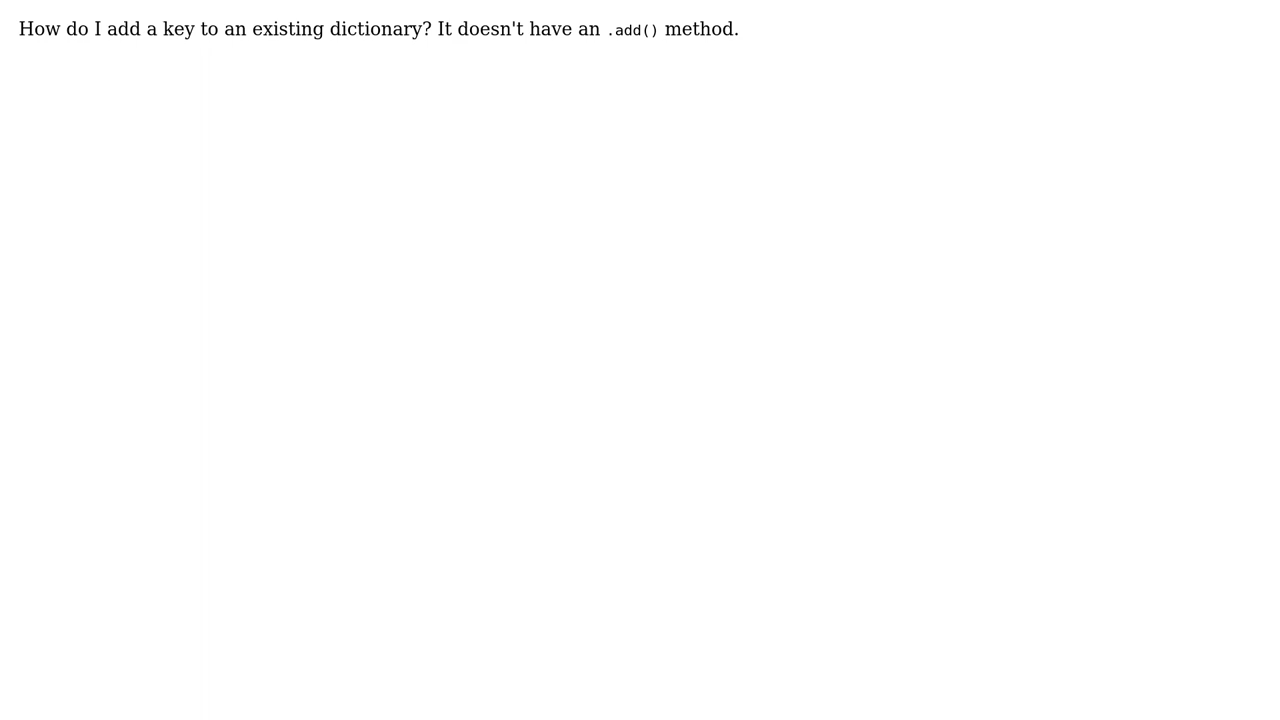 How do I add a key to an existing dictionary? It doesn't have an .add() method.